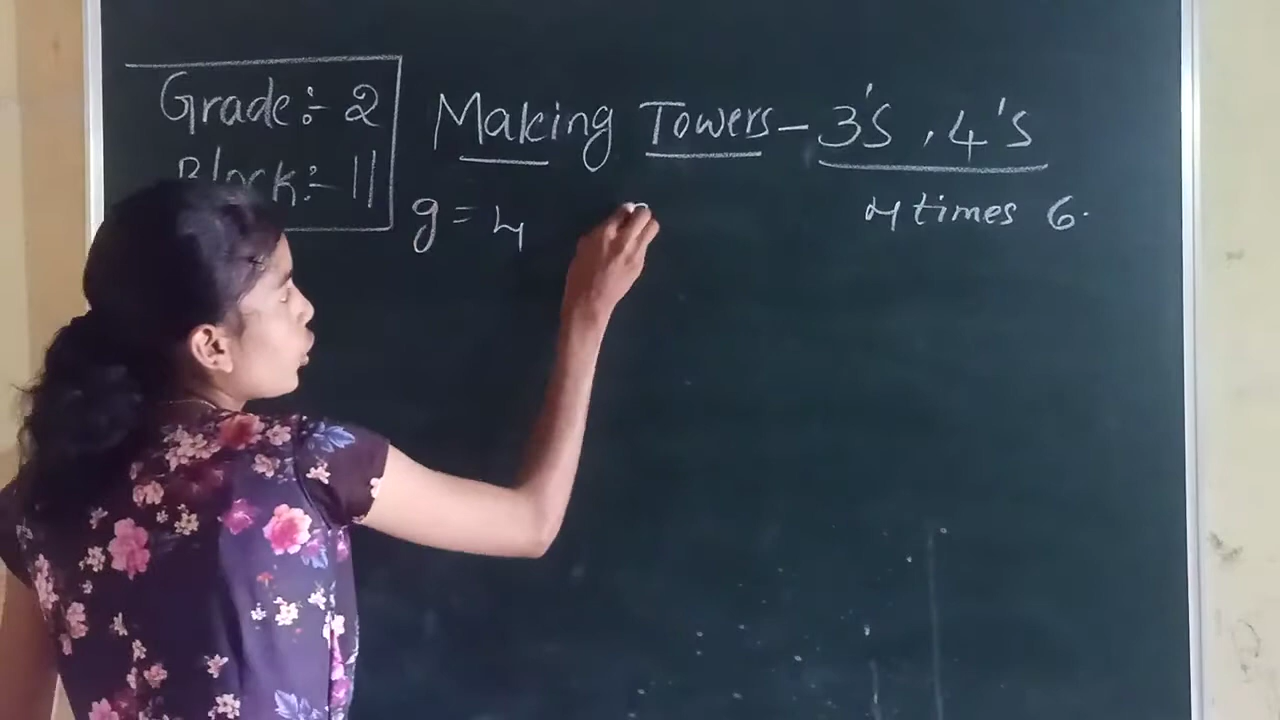 Grade:- 2
Block:- 11
Making Towers - 3's, 4's
4 times 6.
g = 4